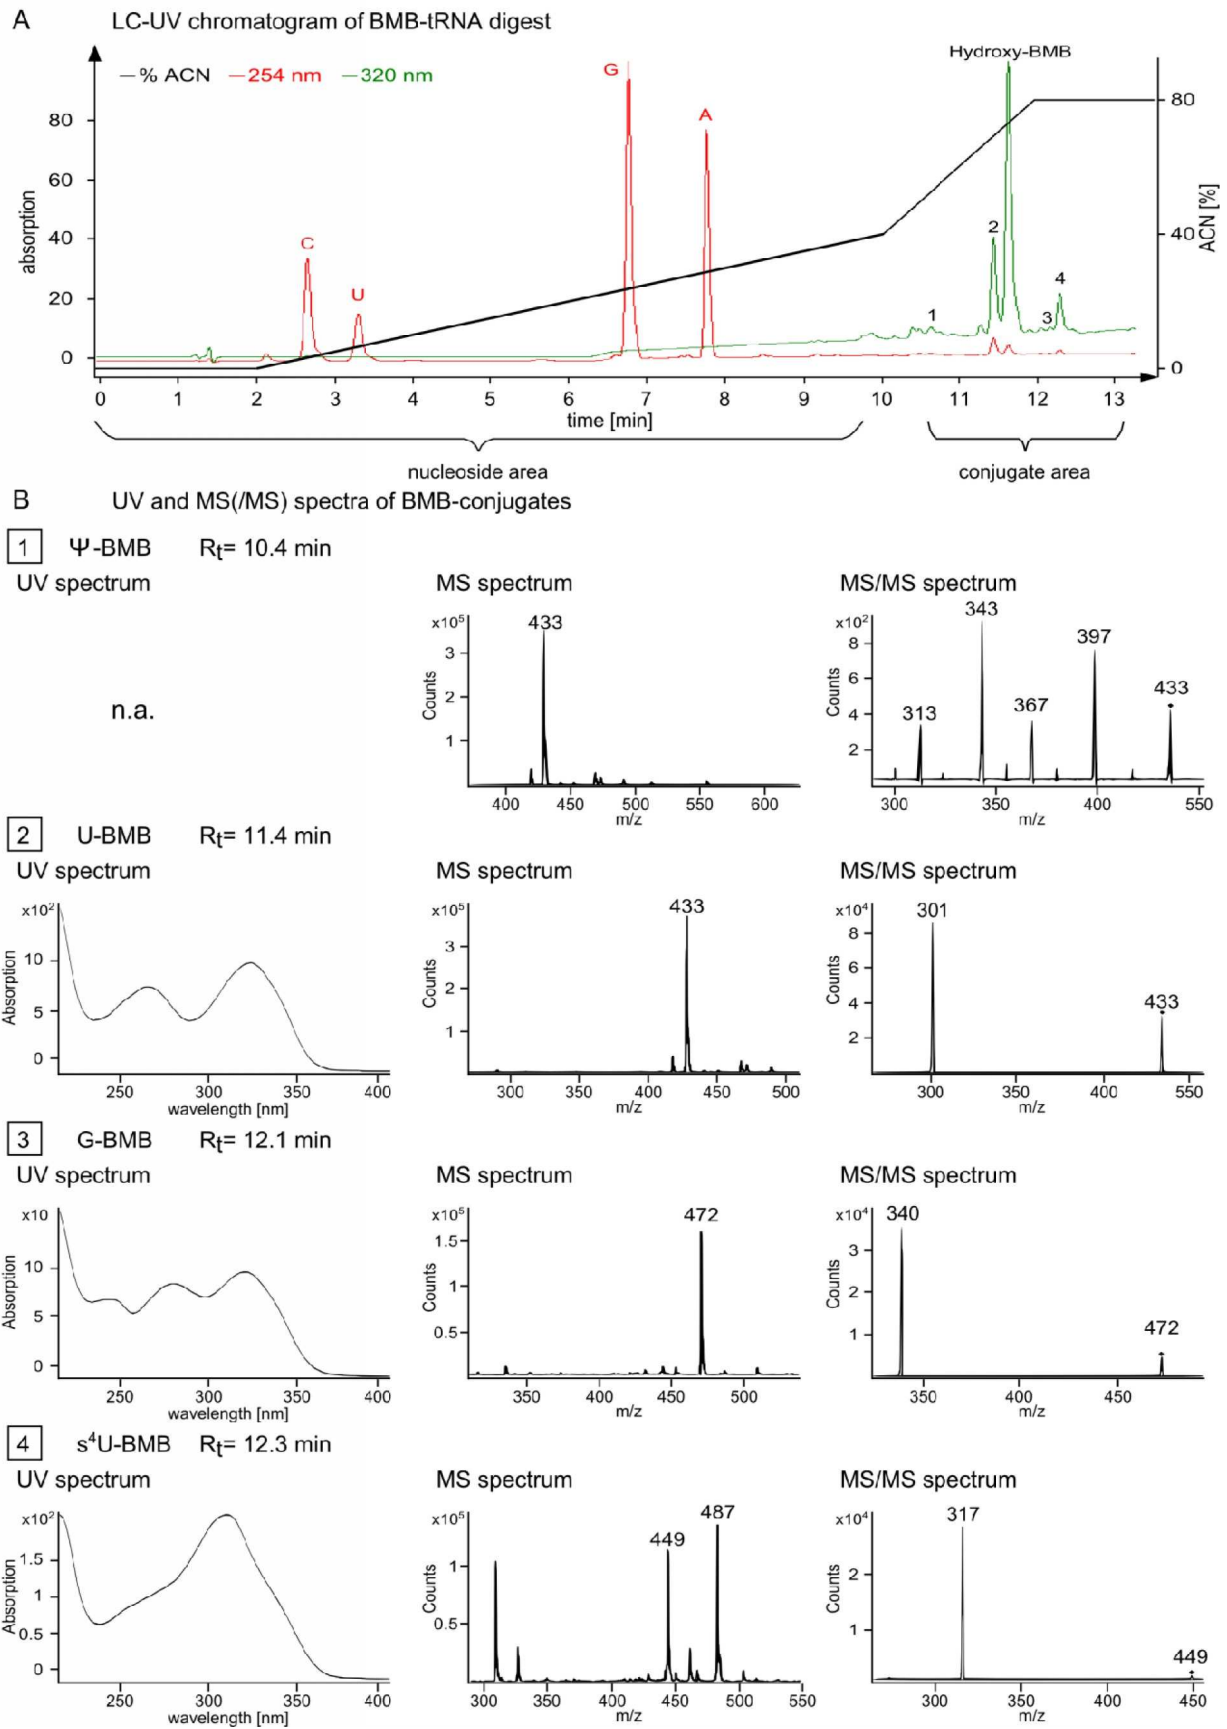 A LC-UV chromatogram of BMB-tRNA digest
Hydroxy-BMB
% ACN 254 nm 320 nm
G
A
C
U
1
2
3
4
absorption
80
60
40
20
0
ACN [%]
80
40
0
0 1 2 3 4 5 6 7 8 9 10 11 12 13
time [min]
nucleoside area conjugate area
B UV and MS(/MS) spectra of BMB-conjugates
1 Ψ-BMB Rt= 10.4 min
UV spectrum MS spectrum MS/MS spectrum
n.a.
x10⁵
Counts
3
2
1
433
400 450 500 550 600
m/z
x10²
Counts
8
6
4
2
313 343 367 397 433
300 350 400 550
m/z
2 U-BMB Rt= 11.4 min
UV spectrum MS spectrum MS/MS spectrum
x10²
Absorption
10
5
0
250 300 350 400
wavelength [nm]
x10⁵
Counts
3
2
1
433
300 350 400 450 500
m/z
x10⁴
Counts
8
6
4
2
301 433
300 350 400 550
m/z
3 G-BMB Rt= 12.1 min
UV spectrum MS spectrum MS/MS spectrum
x10
Absorption
10
5
0
250 300 350 400
wavelength [nm]
x10⁵
Counts
1.5
1
0.5
472
350 400 450 500
m/z
x10⁴
Counts
3
2
1
340 472
350 400 450
m/z
4 s⁴U-BMB Rt= 12.3 min
UV spectrum MS spectrum MS/MS spectrum
x10²
Absorption
1.5
1
0.5
0
250 300 350 400
wavelength [nm]
x10⁵
Counts
1
0.5
449 487
300 350 400 450 500 550
m/z
x10⁴
Counts
2
1
317 449
300 350 400 450
m/z